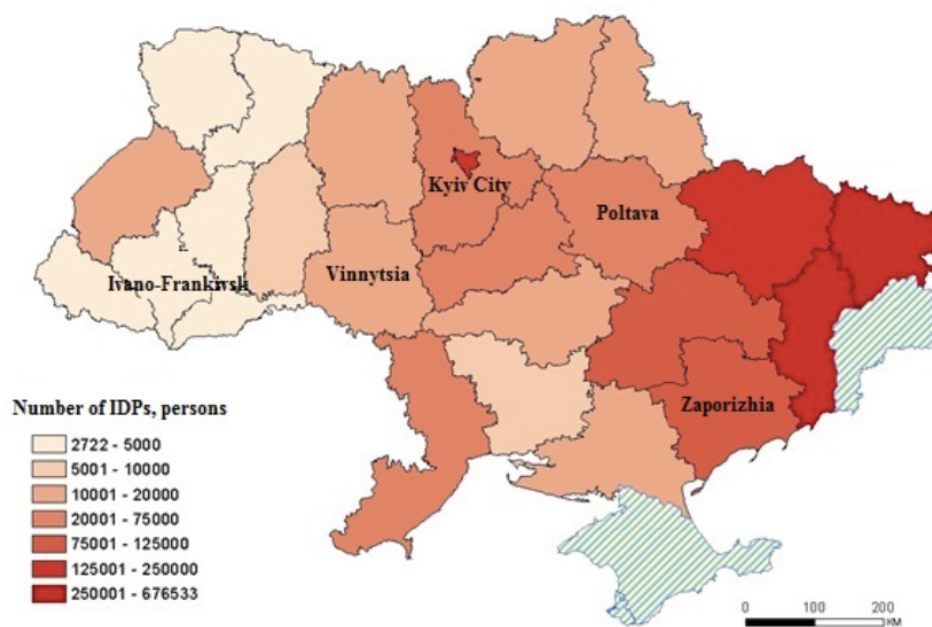 Kyiv City
Poltava
Ivano-Frankivsk
Vinnytsia
Zaporizhia
Number of IDPs, persons
2722 - 5000
5001 - 10000
10001 - 20000
20001 - 75000
75001 - 125000
125001 - 250000
250001 - 676533
0 100 200
KM